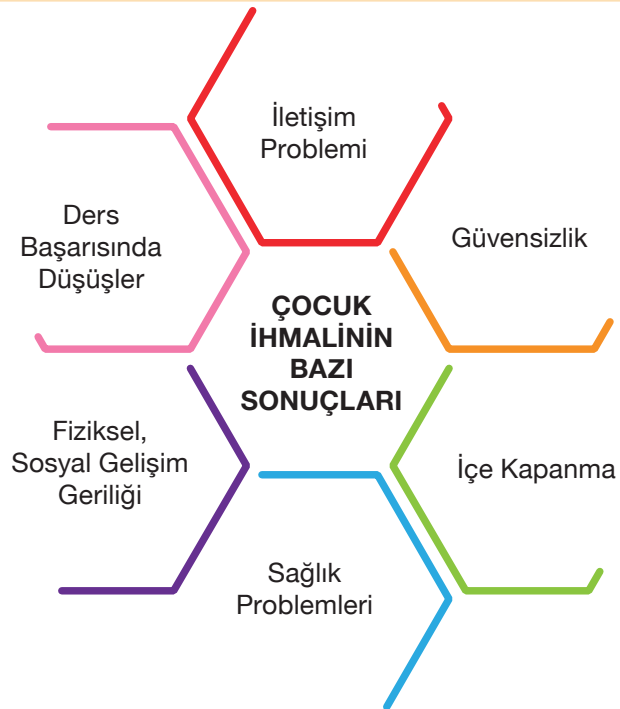 İletişim
Problemi
Ders
Başarısında
Düşüşler
Güvensizlik
ÇOCUK
İHMALİNİN
BAZI
SONUÇLARI
Fiziksel,
Sosyal Gelişim
Geriliği
İçe Kapanma
Sağlık
Problemleri